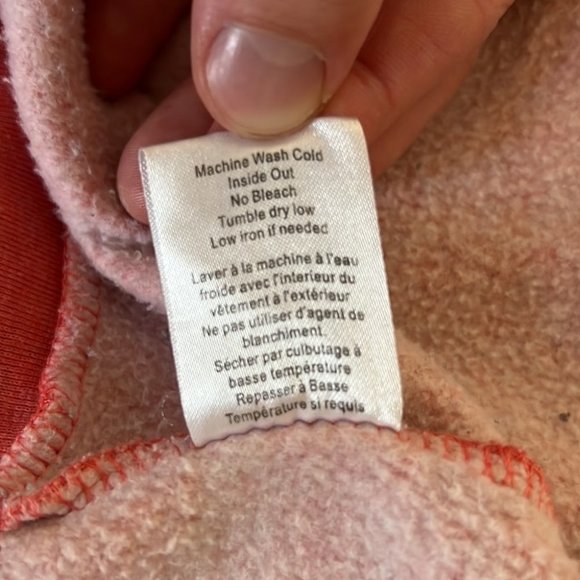 Machine Wash Cold
Inside Out
No Bleach
Tumble dry low
Low iron if needed
Laver à la machine à l'eau
froide avec l'interieur du
vêtement à l'extérieur
Ne pas utiliser d'agent de
blanchiment.
Sécher par culbutage à
basse température
Repasser à Basse
Température si requis